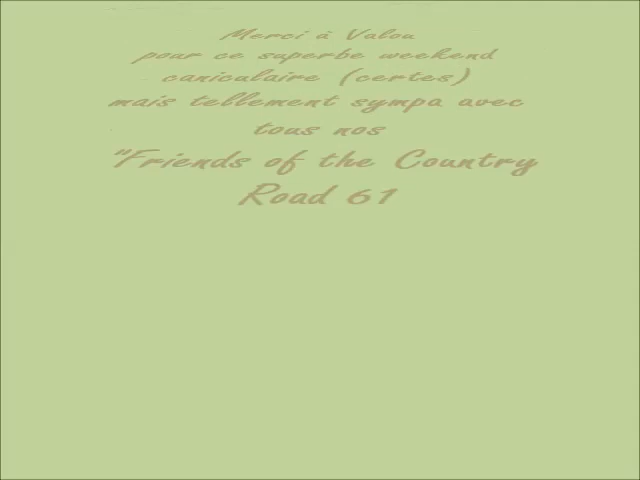 Merci à Valou
pour ce superbe weekend
caniculaire (certes)
mais tellement sympa avec
tous nos
"Friends of the Country
Road 61